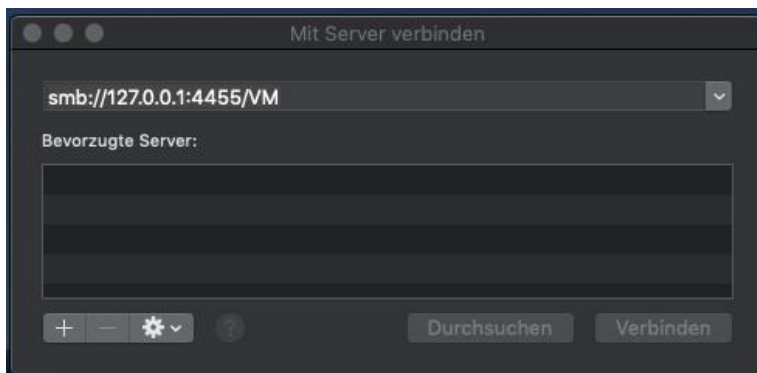 Mit Server verbinden
smb://127.0.0.1:4455/VM
Bevorzugte Server:
+ − ?
Durchsuchen Verbinden